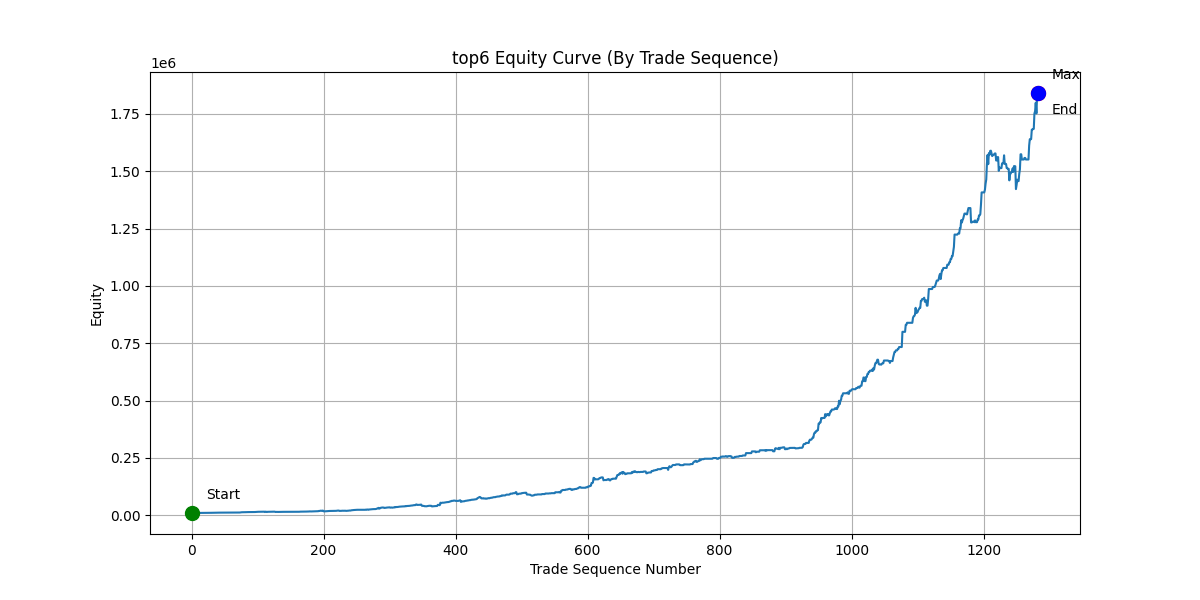 top6 Equity Curve (By Trade Sequence)
1e6
Max
End
1.75
1.50
1.25
1.00
0.75
0.50
0.25
0.00
Equity
Start
0 200 400 600 800 1000 1200
Trade Sequence Number